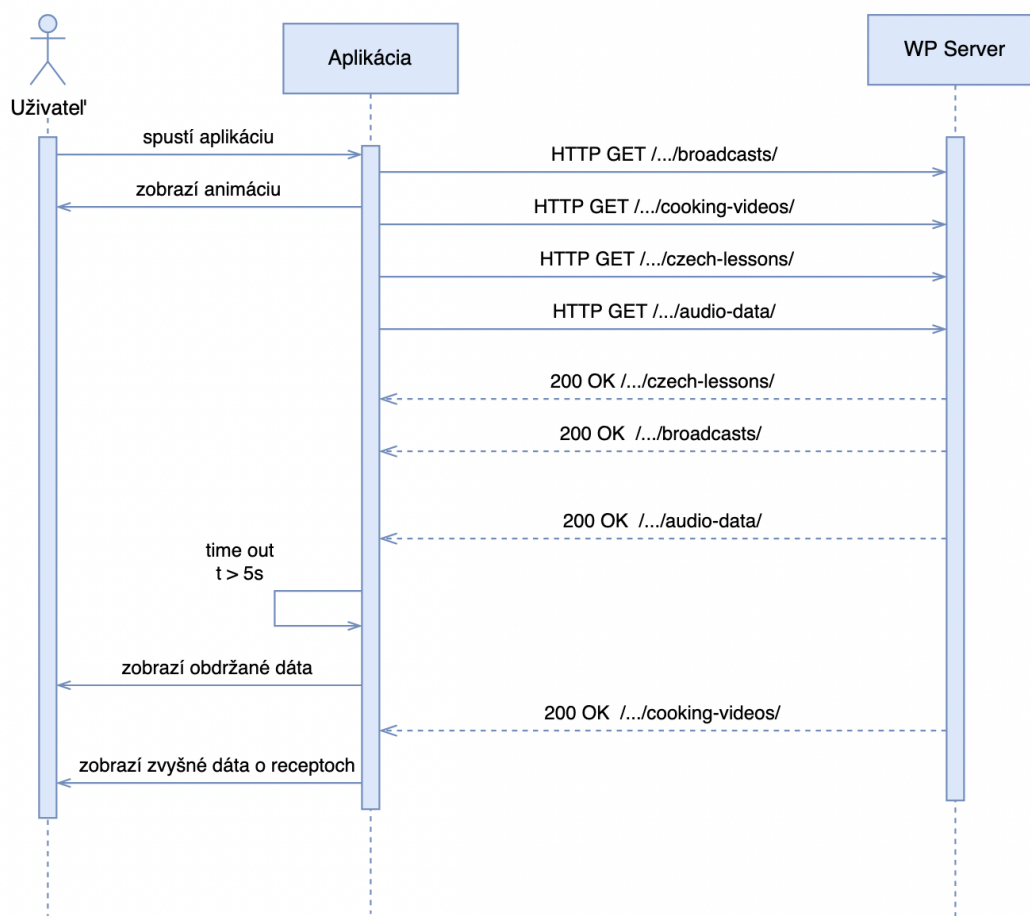 Aplikácia
WP Server
Uživateľ
spustí aplikáciu
HTTP GET /.../broadcasts/
zobrazí animáciu
HTTP GET /.../cooking-videos/
HTTP GET /.../czech-lessons/
HTTP GET /.../audio-data/
200 OK /.../czech-lessons/
200 OK /.../broadcasts/
200 OK /.../audio-data/
time out
t > 5s
zobrazí obdržané dáta
200 OK /.../cooking-videos/
zobrazí zvyšné dáta o receptoch